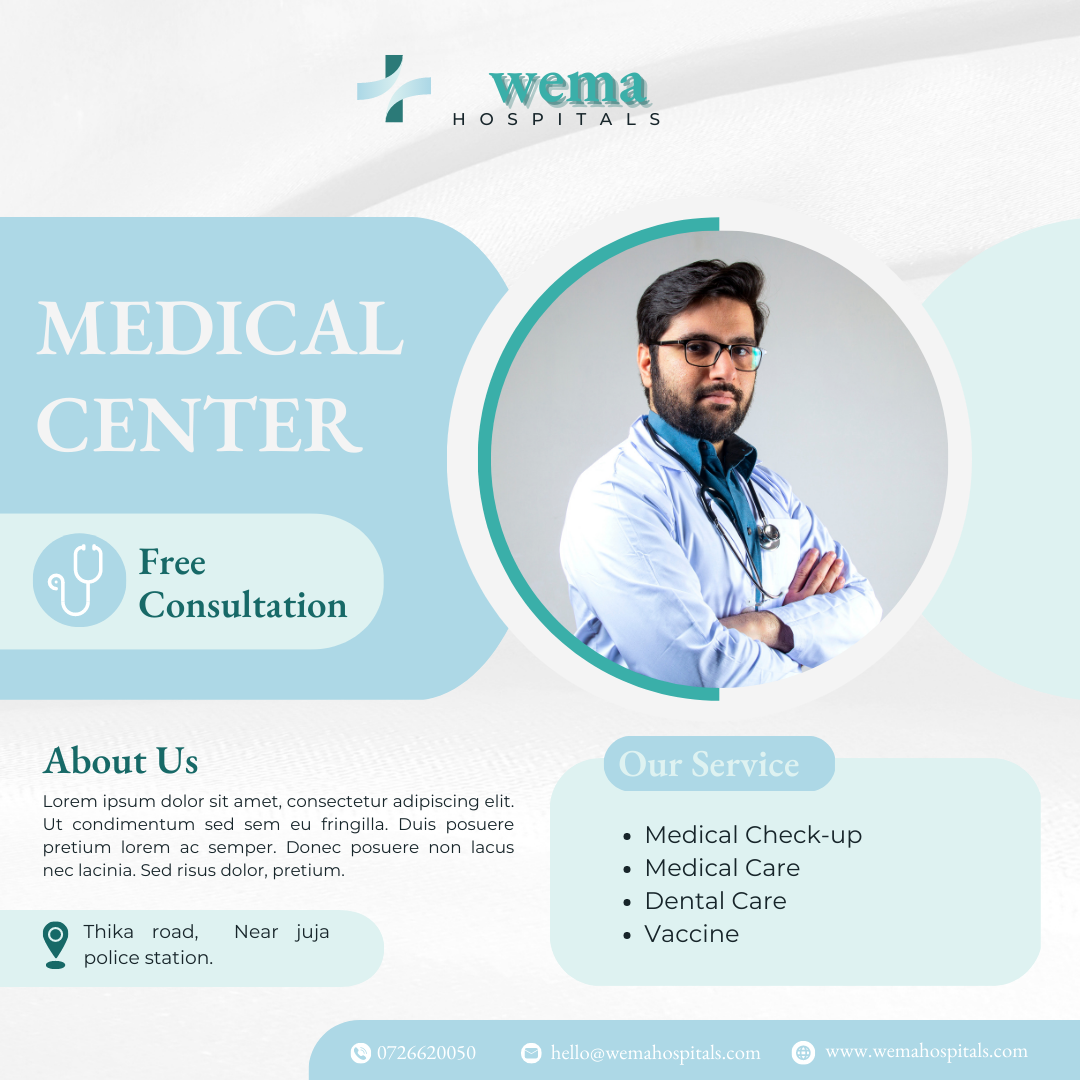 wema
HOSPITALS
MEDICAL
CENTER
Free
Consultation
About Us
Lorem ipsum dolor sit amet, consectetur adipiscing elit.
Ut condimentum sed sem eu fringilla. Duis posuere
pretium lorem ac semper. Donec posuere non lacus
nec lacinia. Sed risus dolor, pretium.
Thika road, Near juja
police station.
Our Service
• Medical Check-up
• Medical Care
• Dental Care
• Vaccine
0726620050 hello@wemahospitals.com www.wemahospitals.com